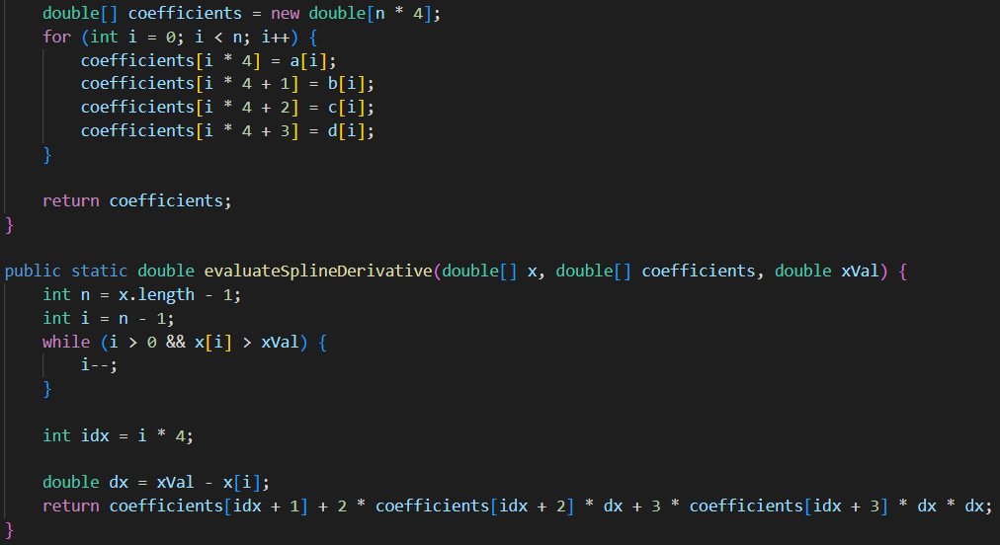 double[] coefficients = new double[n * 4];
for (int i = 0; i < n; i++) {
coefficients[i * 4] = a[i];
coefficients[i * 4 + 1] = b[i];
coefficients[i * 4 + 2] = c[i];
coefficients[i * 4 + 3] = d[i];
}
return coefficients;
}
public static double evaluateSplineDerivative(double[] x, double[] coefficients, double xVal) {
int n = x.length - 1;
int i = n - 1;
while (i > 0 && x[i] > xVal) {
i--;
}
int idx = i * 4;
double dx = xVal - x[i];
return coefficients[idx + 1] + 2 * coefficients[idx + 2] * dx + 3 * coefficients[idx + 3] * dx * dx;
}